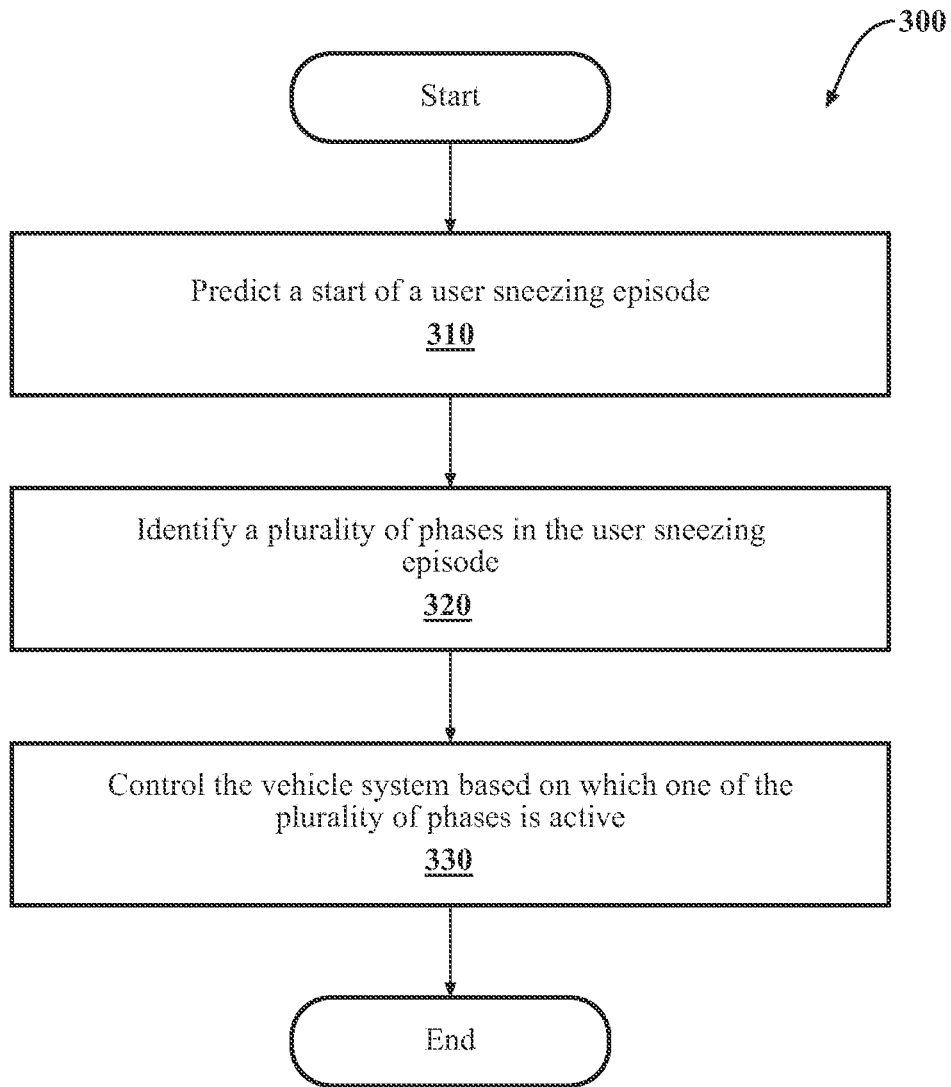 300
Start
Predict a start of a user sneezing episode
310
Identify a plurality of phases in the user sneezing
episode
320
Control the vehicle system based on which one of the
plurality of phases is active
330
End